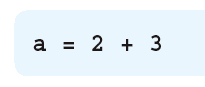 a = 2 + 3